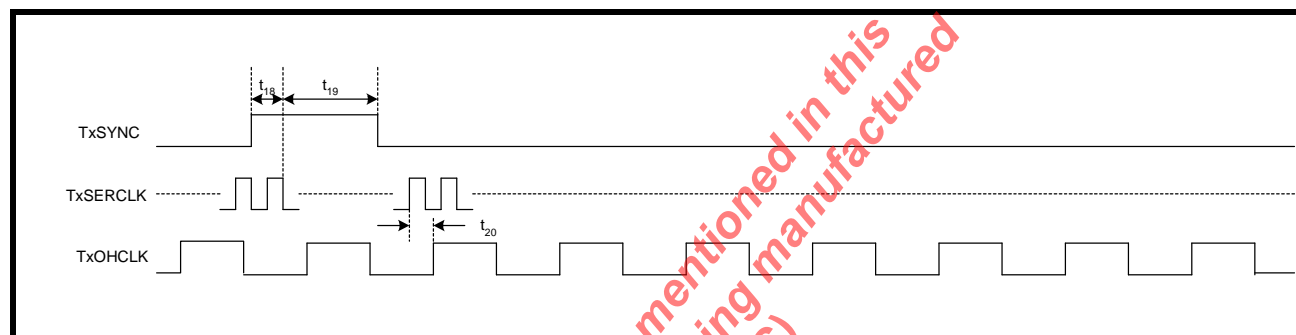 t18 t19
TxSYNC
TxSERCLK
t20
TxOHCLK
mentioned in this
ing manufactured